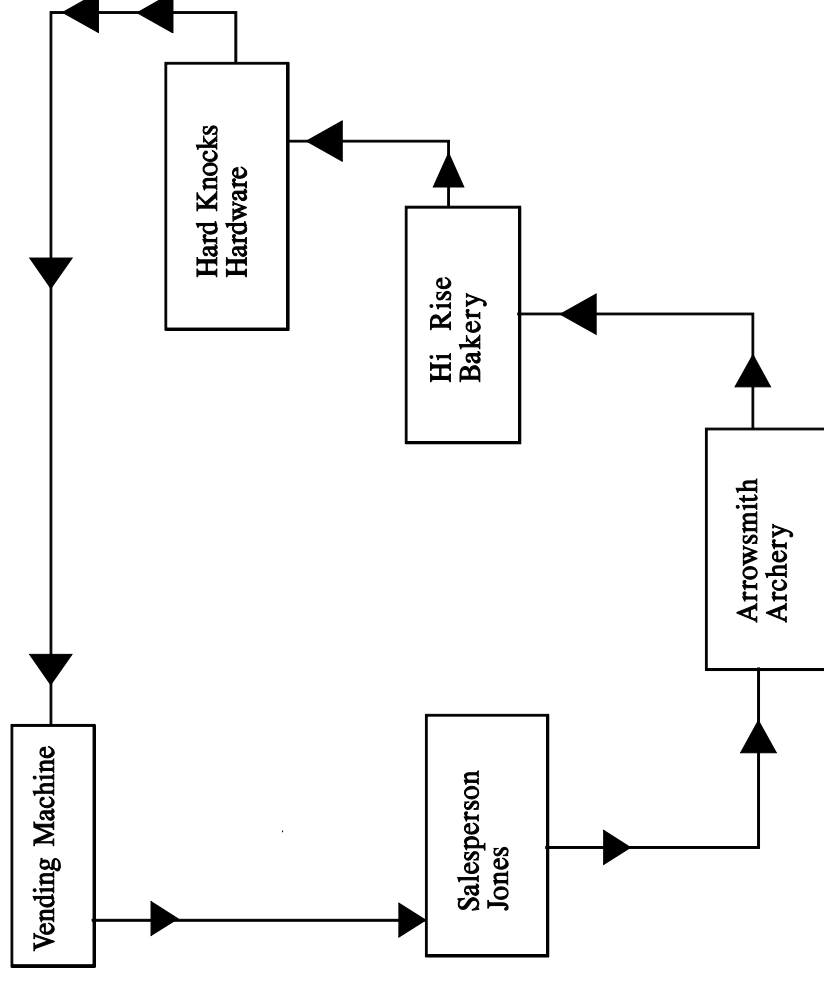 Vending Machine
Hard Knocks
Hardware
Salesperson
Jones
Hi Rise
Bakery
Arrowsmith
Archery